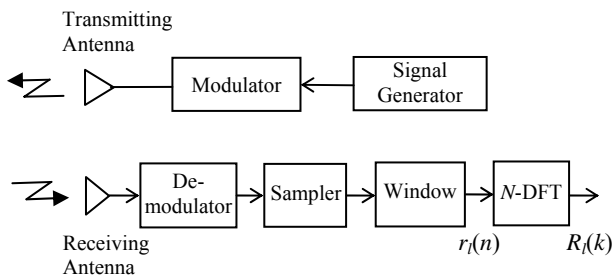 Transmitting
Antenna
Modulator
Signal
Generator
De-
modulator
Sampler
Window
N-DFT
Receiving
Antenna
r_l(n)
R_l(k)